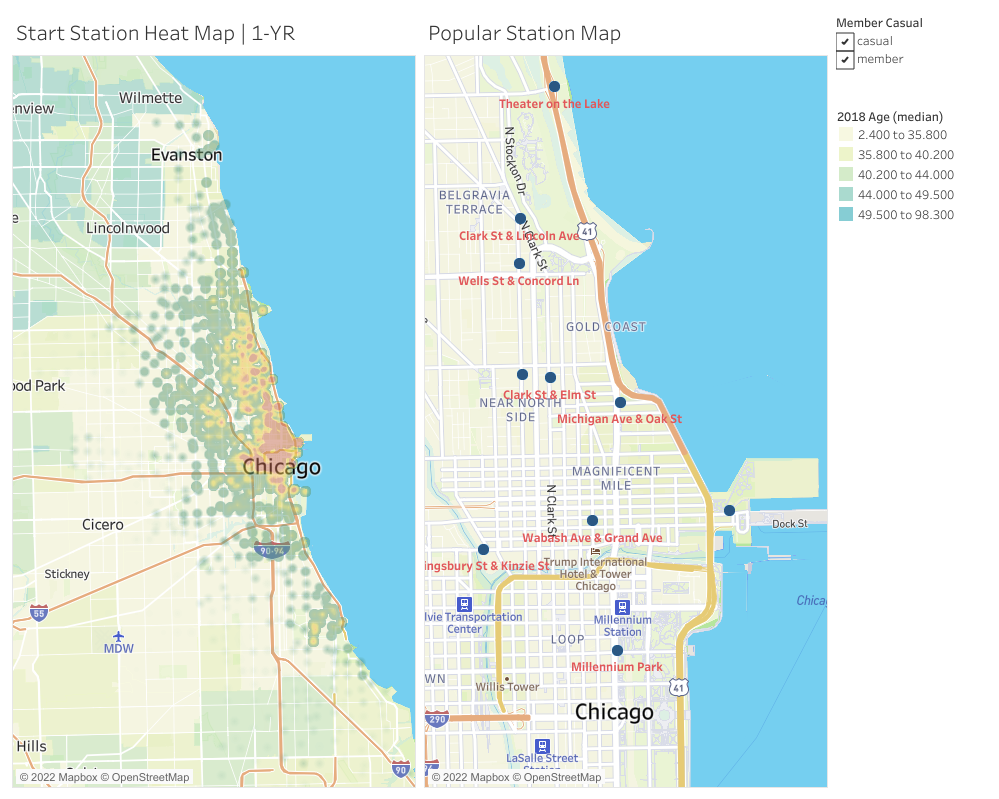 Start Station Heat Map | 1-YR
Wilmette
nview
Evanston
e
Lincolnwood
ood Park
Chicago
Cicero
90-94
Stickney
55
MDW
Hills
90
© 2022 Mapbox © OpenStreetMap
Popular Station Map
Theater on the Lake
N Stockton Dr
BELGRAVIA
TERRACE
Clark St & Lincoln Ave
41
N Clark St
Wells St & Concord Ln
GOLD COAST
Clark St & Elm St
NEAR NORTH
SIDE
Michigan Ave & Oak St
MAGNIFICENT
MILE
N Clark St
Dock St
Wabash Ave & Grand Ave
ingsbury St & Kinzie St
Trump International
Hotel & Tower
Chicago
Chicag
lvie Transportation
Center
Millennium
Station
LOOP
Millennium Park
WN
Willis Tower
41
Chicago
290
LaSalle Street
Station
© 2022 Mapbox © OpenStreetMap
Member Casual
casual
member
2018 Age (median)
2.400 to 35.800
35.800 to 40.200
40.200 to 44.000
44.000 to 49.500
49.500 to 98.300